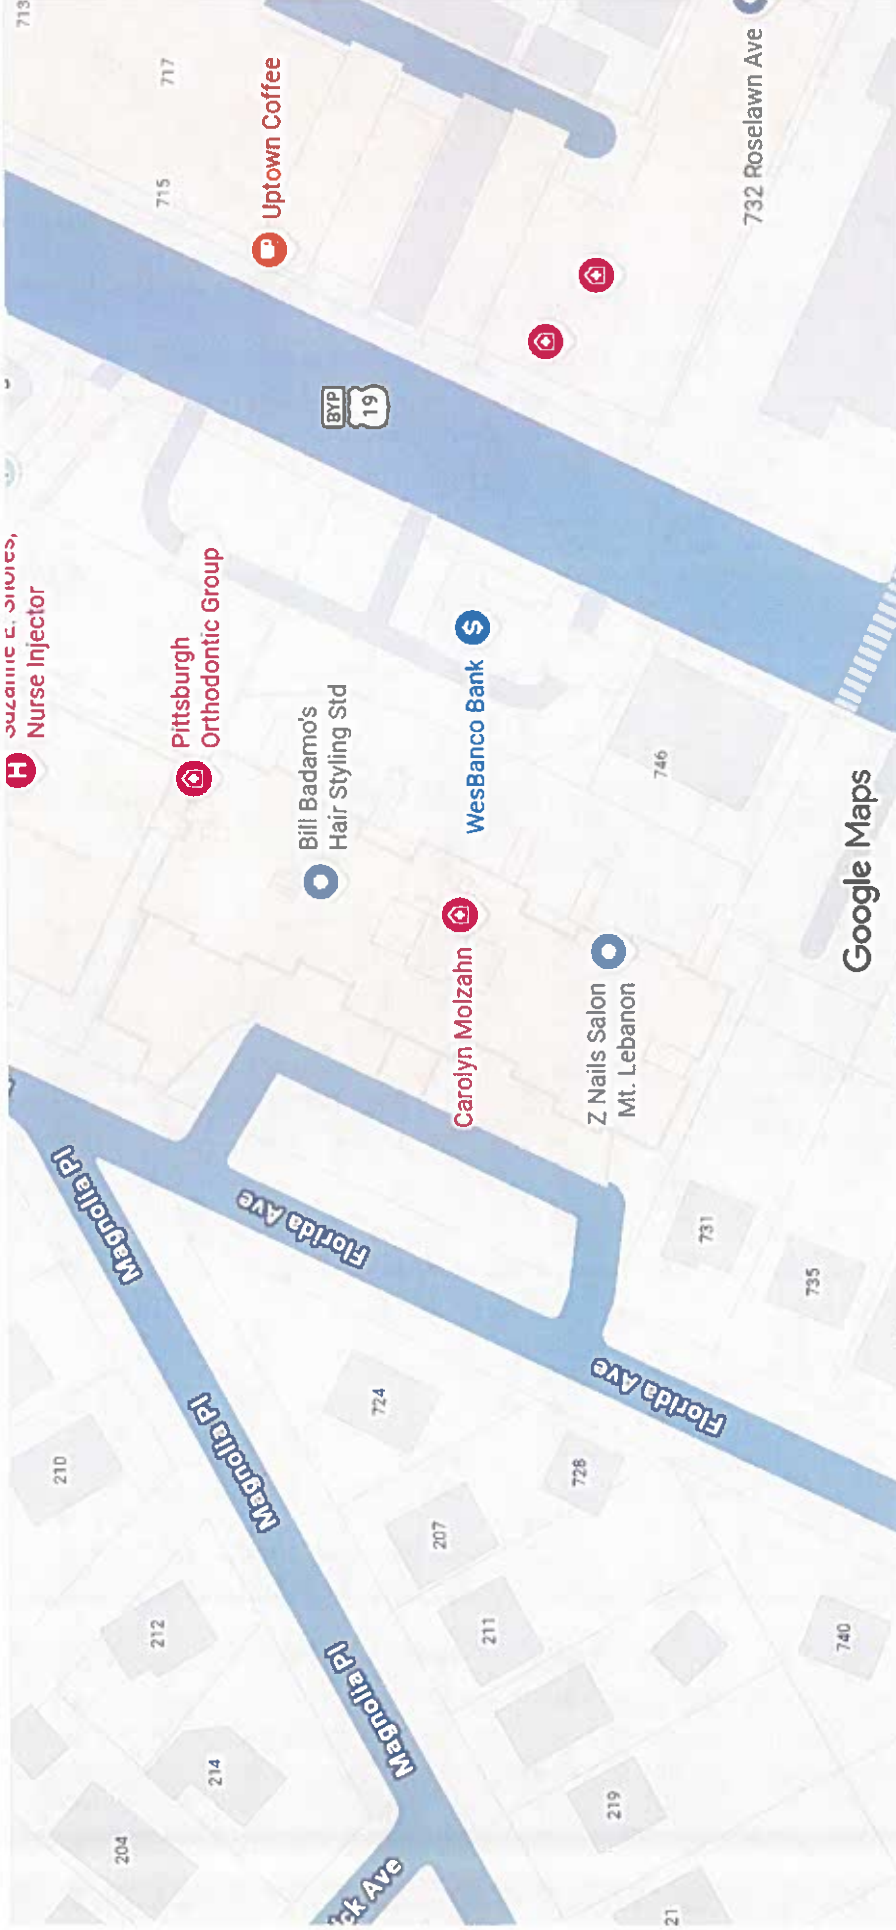 713
717
715
Uptown Coffee
732 Roselawn Ave
BYP
19
Nurse Injector
Pittsburgh
Orthodontic Group
Bill Badamo's
Hair Styling Std
WesBanco Bank
$
H
746
Carolyn Molzahn
Z Nails Salon
Mt. Lebanon
Google Maps
Magnolia Pl
Florida Ave
Magnolia Pl
Florida Ave
Magnolia Pl
731
735
724
728
210
207
212
211
214
204
219
740
21
ck Ave